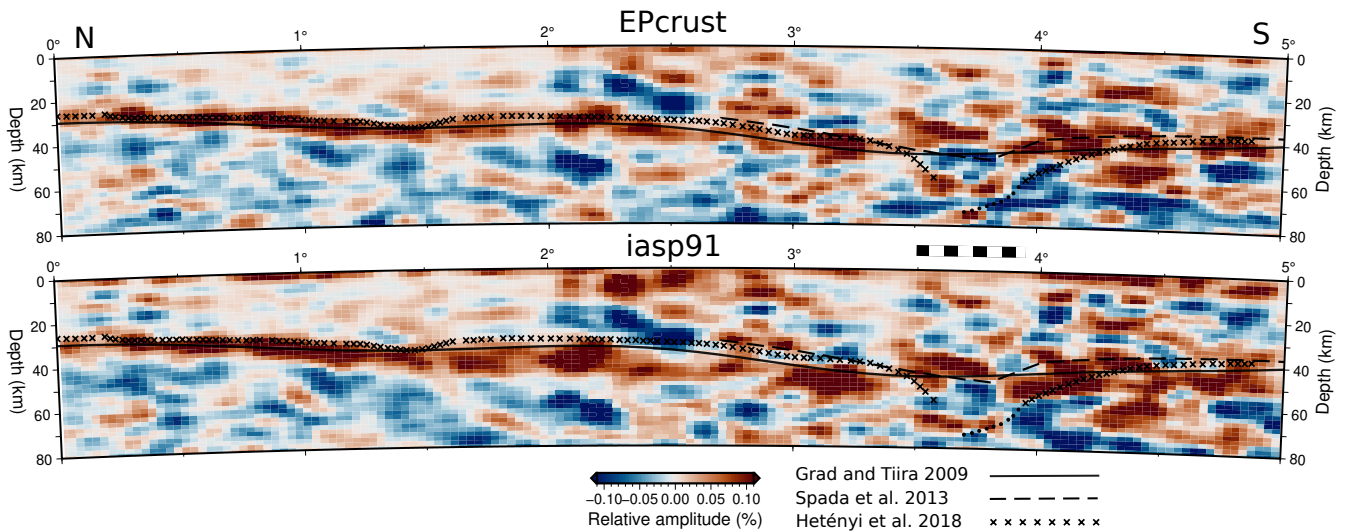 EPcrust
N
S
0° 1° 2° 3° 4° 5°
0 0
20 20
40 40
60 60
80 80
Depth (km)
Depth (km)
iasp91
0° 1° 2° 3° 4° 5°
0 0
20 20
40 40
60 60
80 80
Depth (km)
Depth (km)
−0.10 −0.05 0.00 0.05 0.10
Relative amplitude (%)
Grad and Tiira 2009
Spada et al. 2013
Hetényi et al. 2018